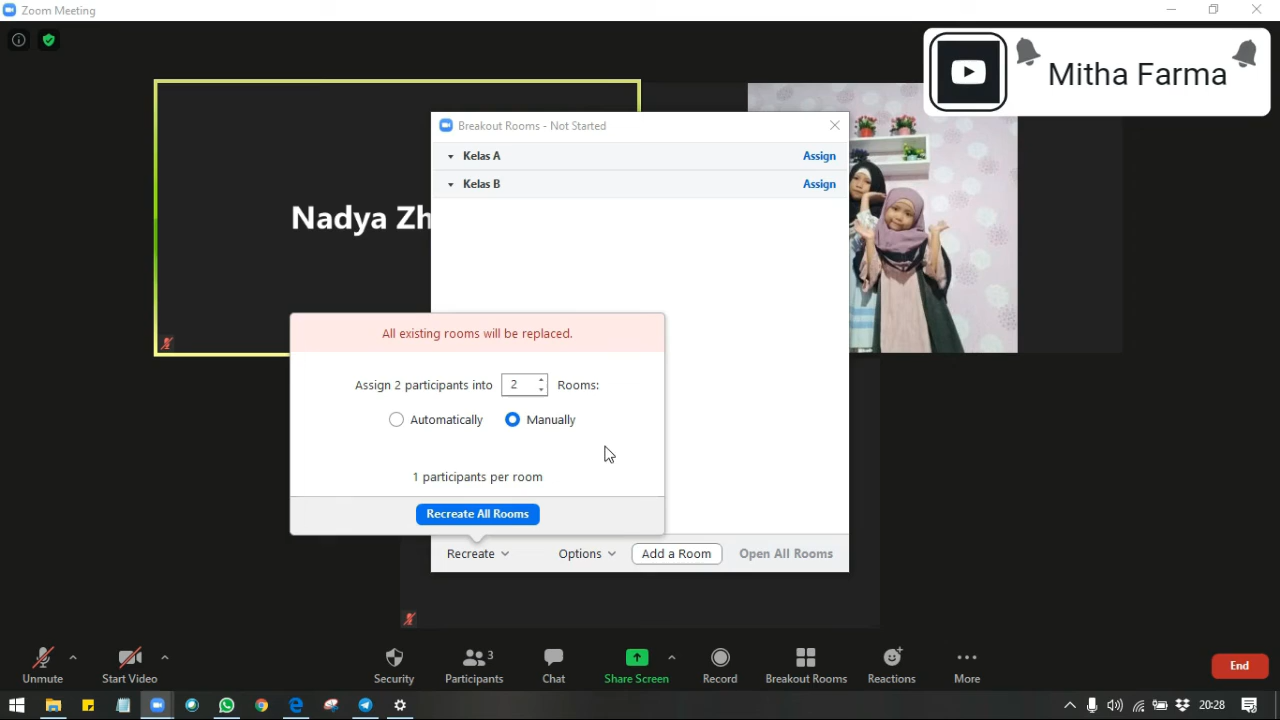 Zoom Meeting
Mitha Farma
Breakout Rooms - Not Started
Kelas A
Assign
Kelas B
Assign
Nadya Zh
All existing rooms will be replaced.
Assign 2 participants into 2 Rooms:
Automatically
Manually
1 participants per room
Recreate All Rooms
Recreate
Options
Add a Room
Open All Rooms
3
Unmute
Start Video
Security
Participants
Chat
Share Screen
Record
Breakout Rooms
Reactions
More
End
20:28